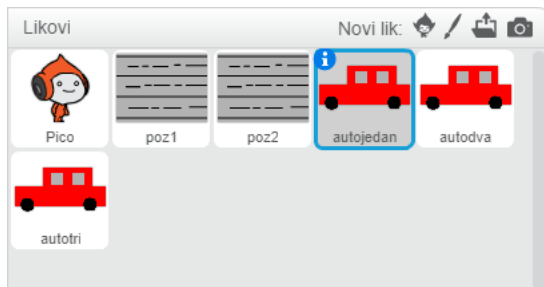 Likovi
Novi lik:
Pico
poz1
poz2
autojedan
autodva
autotri